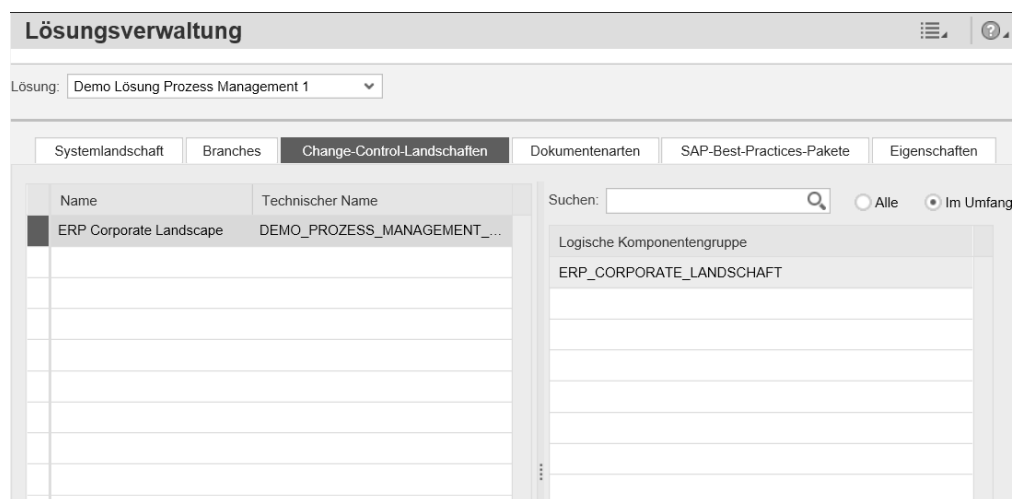 Lösungsverwaltung
Lösung: Demo Lösung Prozess Management 1
Systemlandschaft Branches Change-Control-Landschaften Dokumentenarten SAP-Best-Practices-Pakete Eigenschaften
Name Technischer Name
ERP Corporate Landscape DEMO_PROZESS_MANAGEMENT_...
Suchen: Alle Im Umfang
Logische Komponentengruppe
ERP_CORPORATE_LANDSCHAFT